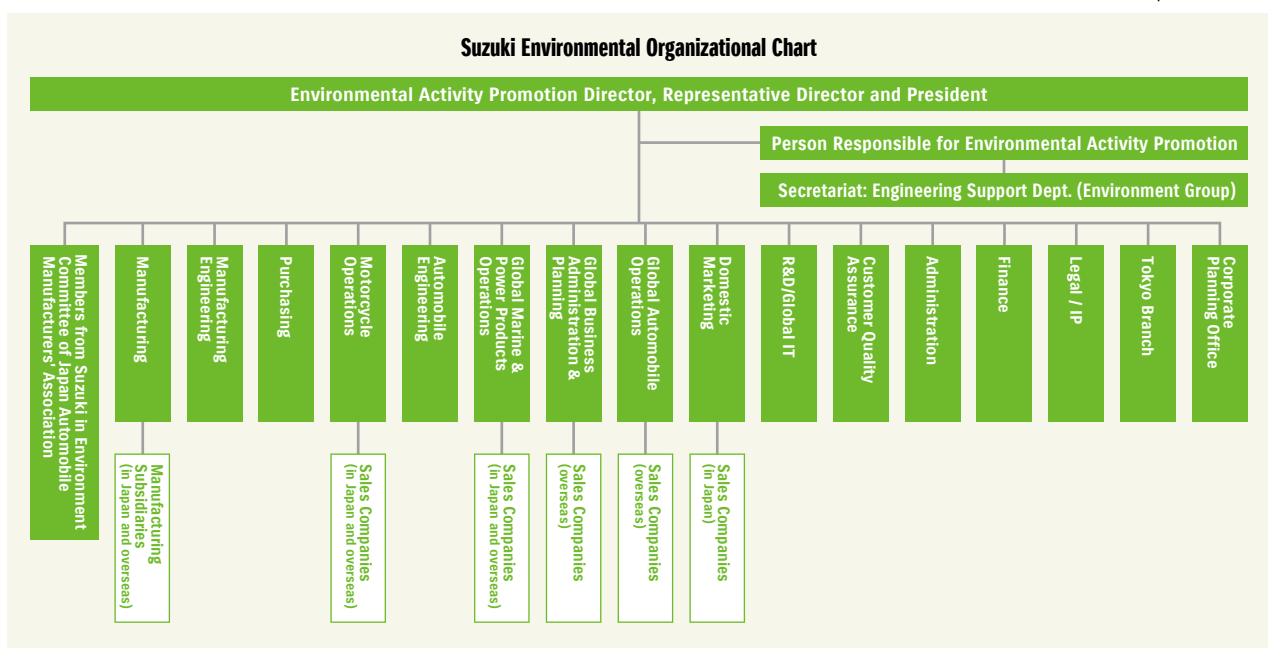 Suzuki Environmental Organizational Chart
Environmental Activity Promotion Director, Representative Director and President
Person Responsible for Environmental Activity Promotion
Secretariat: Engineering Support Dept. (Environment Group)
Members from Suzuki in Environment
Committee of Japan Automobile
Manufacturers' Association
Manufacturing
Manufacturing
Engineering
Purchasing
Motorcycle
Operations
Automobile
Engineering
Global Marine &
Power Products
Operations
Global Business
Administration &
Planning
Global Automobile
Operations
Domestic
Marketing
R&D/Global IT
Customer Quality
Assurance
Administration
Finance
Legal / IP
Tokyo Branch
Corporate
Planning Office
Manufacturing
Subsidiaries
(in Japan and overseas)
Sales Companies
(in Japan and overseas)
Sales Companies
(in Japan and overseas)
Sales Companies
(overseas)
Sales Companies
(overseas)
Sales Companies
(in Japan)